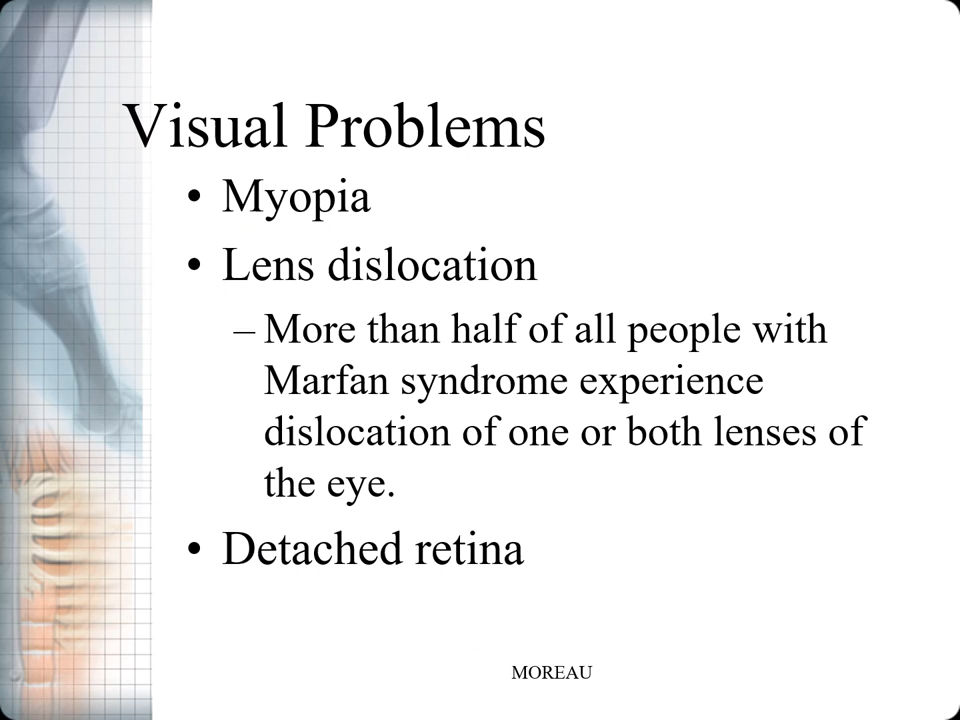 Visual Problems
• Myopia
• Lens dislocation
– More than half of all people with
Marfan syndrome experience
dislocation of one or both lenses of
the eye.
• Detached retina
MOREAU